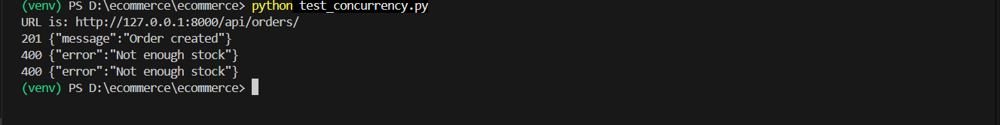 (venv) PS D:\ecommerce\ecommerce> python test_concurrency.py
URL is: http://127.0.0.1:8000/api/orders/
201 {"message":"Order created"}
400 {"error":"Not enough stock"}
400 {"error":"Not enough stock"}
(venv) PS D:\ecommerce\ecommerce>